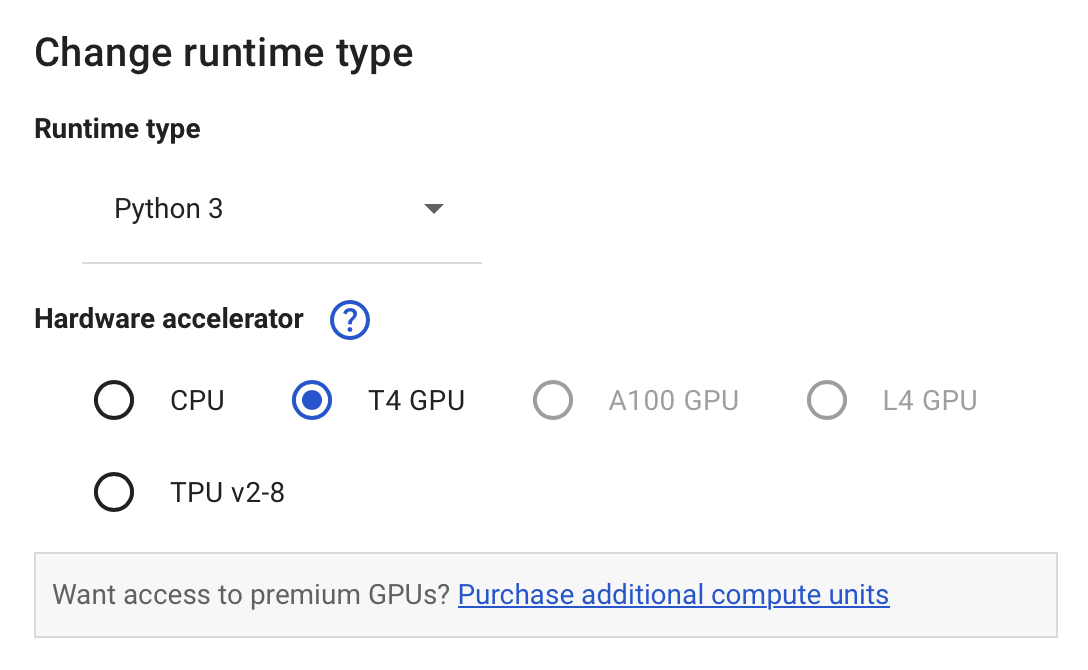 Change runtime type
Runtime type
Python 3
Hardware accelerator ?
CPU T4 GPU A100 GPU L4 GPU
TPU v2-8
Want access to premium GPUs? Purchase additional compute units